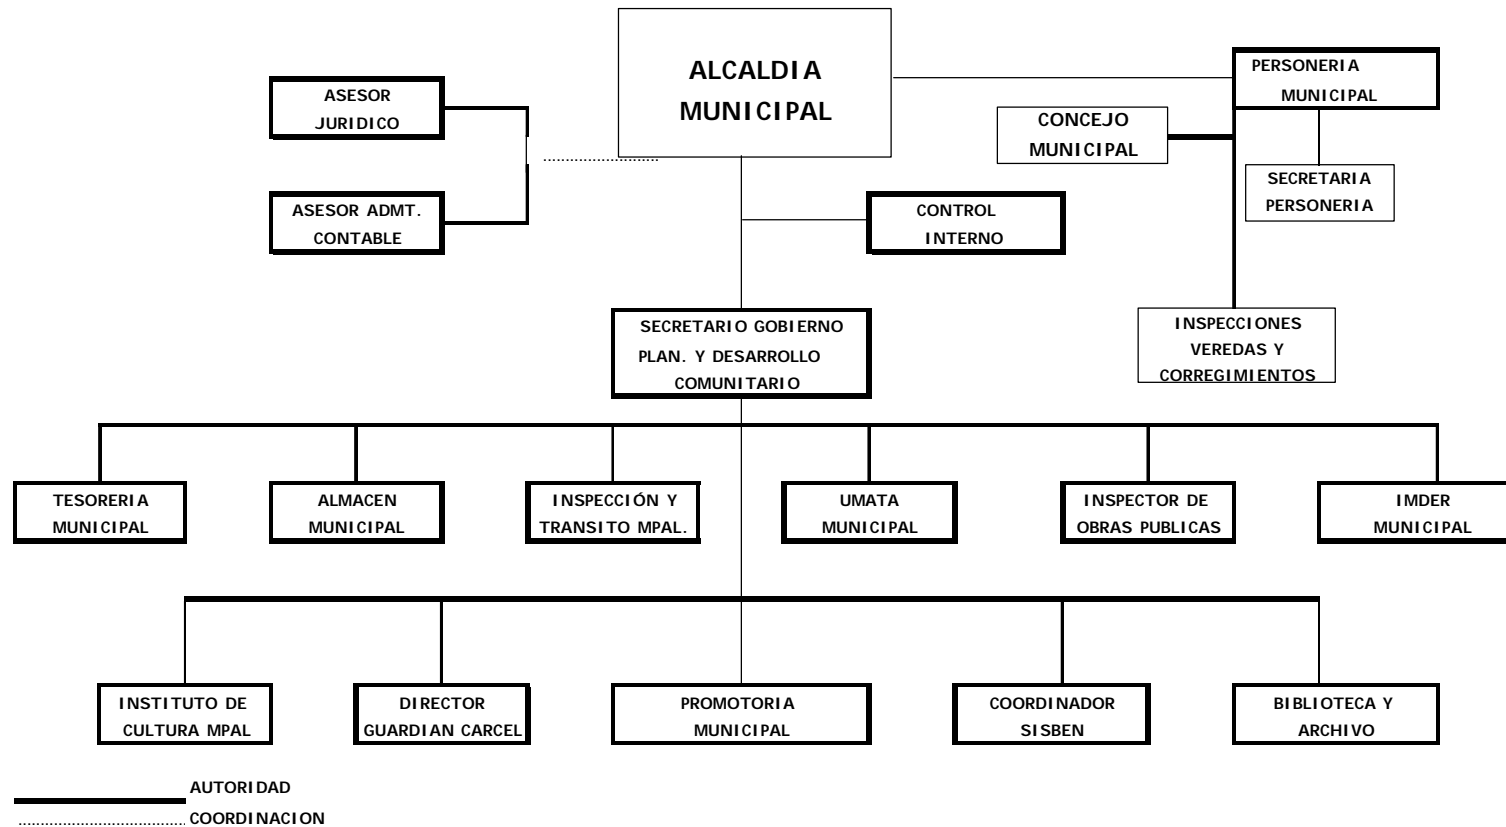 ALCALDIA
MUNICIPAL
PERSONERIA
MUNICIPAL
ASESOR
JURIDICO
CONCEJO
MUNICIPAL
SECRETARIA
PERSONERIA
ASESOR ADMT.
CONTABLE
CONTROL
INTERNO
SECRETARIO GOBIERNO
PLAN. Y DESARROLLO
COMUNITARIO
INSPECCIONES
VEREDAS Y
CORREGIMIENTOS
TESORERIA
MUNICIPAL
ALMACEN
MUNICIPAL
INSPECCIÓN Y
TRANSITO MPAL.
UMATA
MUNICIPAL
INSPECTOR DE
OBRAS PUBLICAS
IMDER
MUNICIPAL
INSTITUTO DE
CULTURA MPAL
DIRECTOR
GUARDIAN CARCEL
PROMOTORIA
MUNICIPAL
COORDINADOR
SISBEN
BIBLIOTECA Y
ARCHIVO
AUTORIDAD
COORDINACION